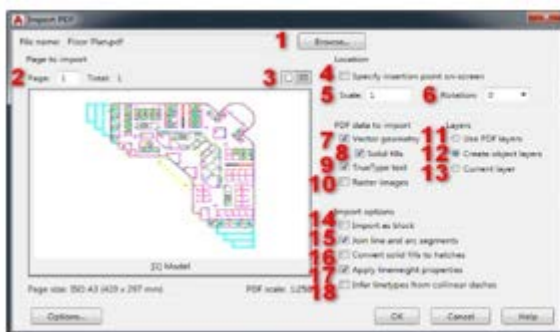 Import PDF
File name: Floor Plan.pdf
1 Browse...
Page to import
Location
2 Page: 1 Total: 1
3
4 Specify insertion point on-screen
5 Scale: 1
6 Rotation: 0
PDF data to import
Layers
7 Vector geometry
11 Use PDF layers
8 Solid fills
12 Create object layers
9 TrueType text
13 Current layer
10 Raster images
Import options
14 Import as block
15 Join line and arc segments
16 Convert solid fills to hatches
17 Apply lineweight properties
18 Infer linetypes from collinear dashes
[1] Model
Page size: ISO A3 (420 x 297 mm)
PDF scale: 1:250
Options...
OK
Cancel
Help